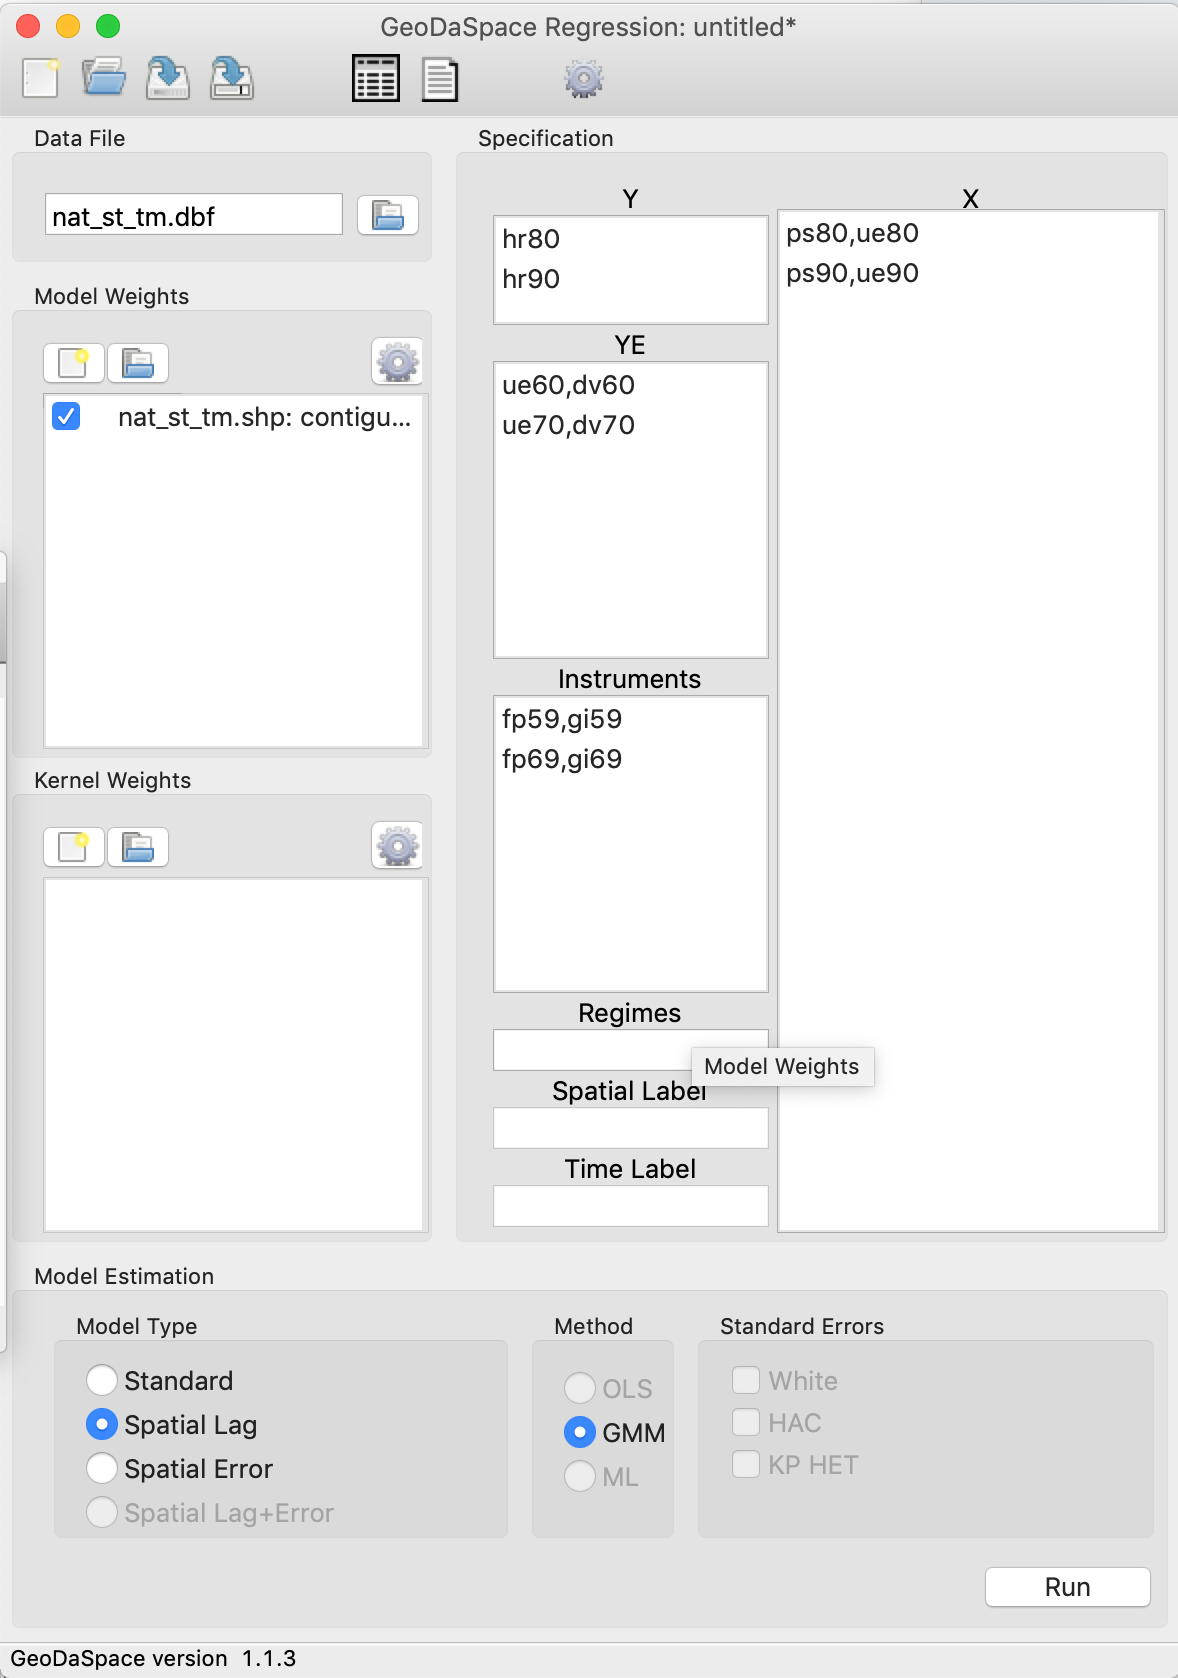 GeoDaSpace Regression: untitled*
Data File
nat_st_tm.dbf
Model Weights
nat_st_tm.shp: contigu...
Kernel Weights
Specification
Y
hr80
hr90
YE
ue60,dv60
ue70,dv70
Instruments
fp59,gi59
fp69,gi69
Regimes
Model Weights
Spatial Label
Time Label
X
ps80,ue80
ps90,ue90
Model Estimation
Model Type
Standard
Spatial Lag
Spatial Error
Spatial Lag+Error
Method
OLS
GMM
ML
Standard Errors
White
HAC
KP HET
Run
GeoDaSpace version 1.1.3